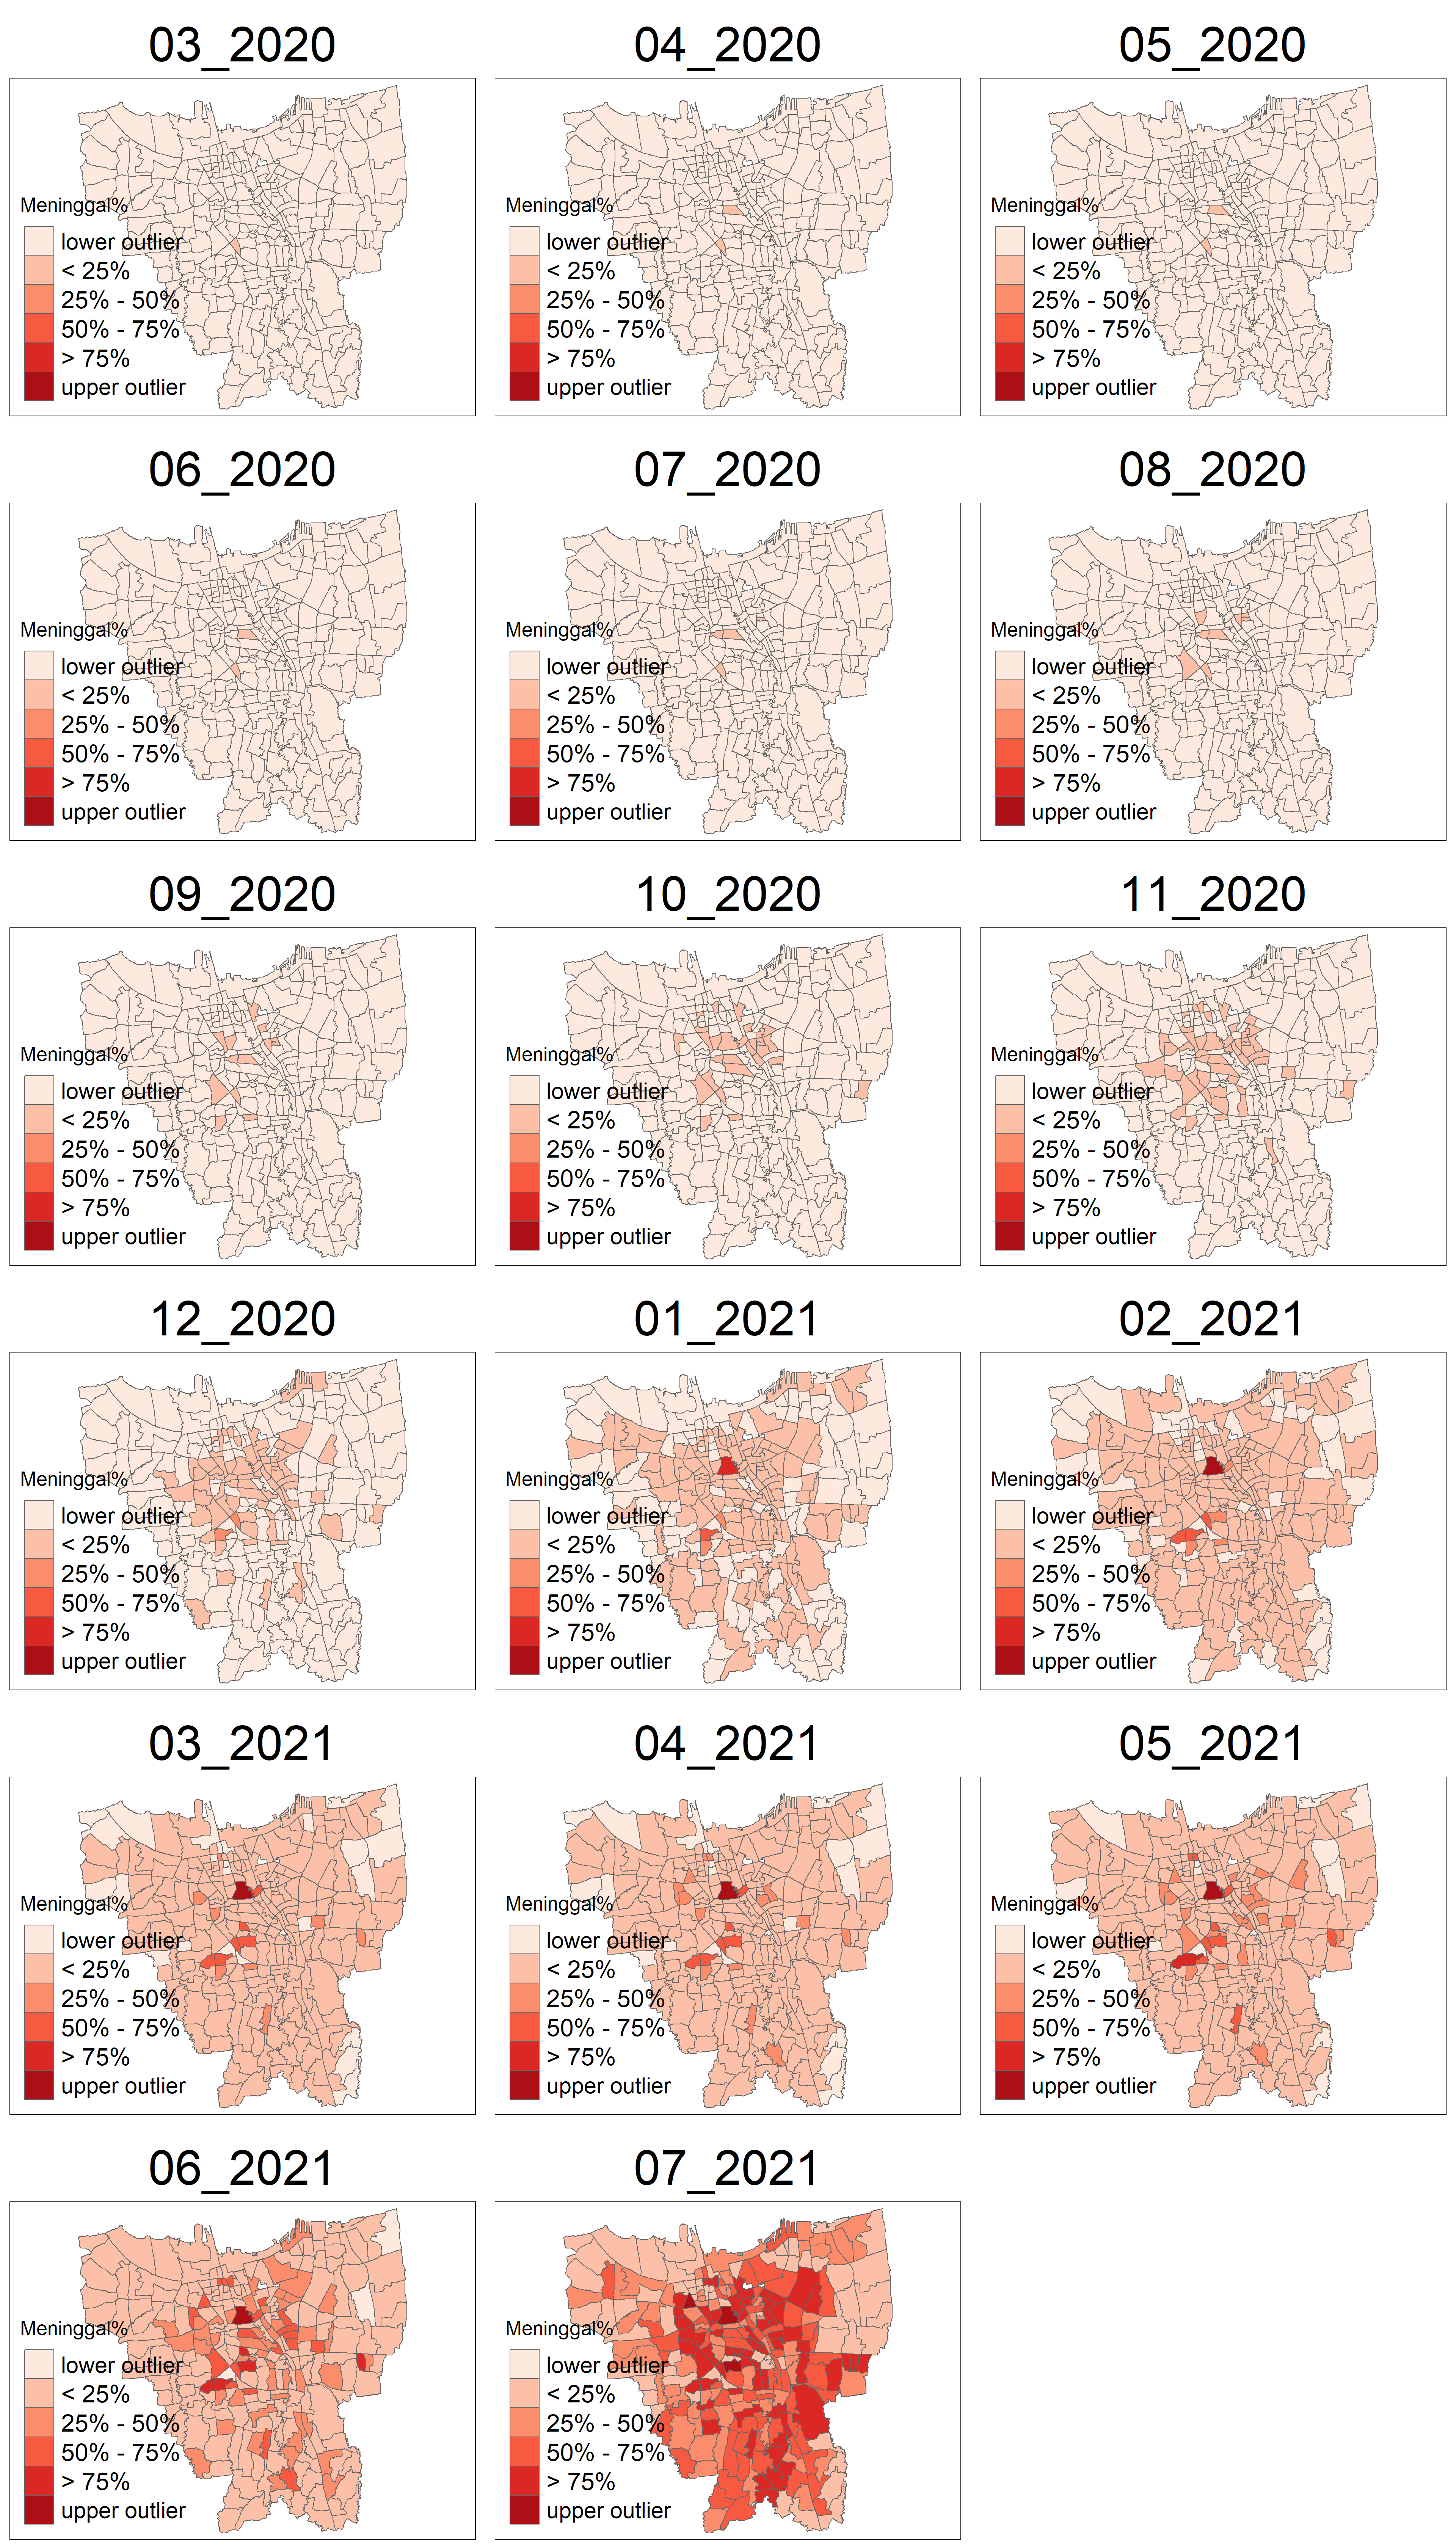 03_2020
04_2020
05_2020
Meninggal%
lower outlier
< 25%
25% - 50%
50% - 75%
> 75%
upper outlier
Meninggal%
lower outlier
< 25%
25% - 50%
50% - 75%
> 75%
upper outlier
Meninggal%
lower outlier
< 25%
25% - 50%
50% - 75%
> 75%
upper outlier
06_2020
07_2020
08_2020
Meninggal%
lower outlier
< 25%
25% - 50%
50% - 75%
> 75%
upper outlier
Meninggal%
lower outlier
< 25%
25% - 50%
50% - 75%
> 75%
upper outlier
Meninggal%
lower outlier
< 25%
25% - 50%
50% - 75%
> 75%
upper outlier
09_2020
10_2020
11_2020
Meninggal%
lower outlier
< 25%
25% - 50%
50% - 75%
> 75%
upper outlier
Meninggal%
lower outlier
< 25%
25% - 50%
50% - 75%
> 75%
upper outlier
Meninggal%
lower outlier
< 25%
25% - 50%
50% - 75%
> 75%
upper outlier
12_2020
01_2021
02_2021
Meninggal%
lower outlier
< 25%
25% - 50%
50% - 75%
> 75%
upper outlier
Meninggal%
lower outlier
< 25%
25% - 50%
50% - 75%
> 75%
upper outlier
Meninggal%
lower outlier
< 25%
25% - 50%
50% - 75%
> 75%
upper outlier
03_2021
04_2021
05_2021
Meninggal%
lower outlier
< 25%
25% - 50%
50% - 75%
> 75%
upper outlier
Meninggal%
lower outlier
< 25%
25% - 50%
50% - 75%
> 75%
upper outlier
Meninggal%
lower outlier
< 25%
25% - 50%
50% - 75%
> 75%
upper outlier
06_2021
07_2021
Meninggal%
lower outlier
< 25%
25% - 50%
50% - 75%
> 75%
upper outlier
Meninggal%
lower outlier
< 25%
25% - 50%
50% - 75%
> 75%
upper outlier